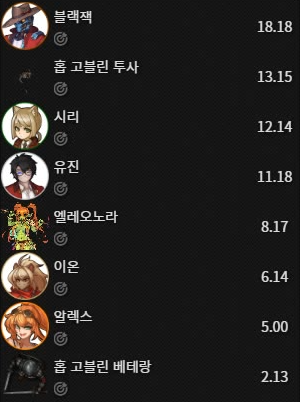 블랙잭 18.18
홉 고블린 투사 13.15
시리 12.14
유진 11.18
엘레오노라 8.17
이온 6.14
알렉스 5.00
홉 고블린 베테랑 2.13